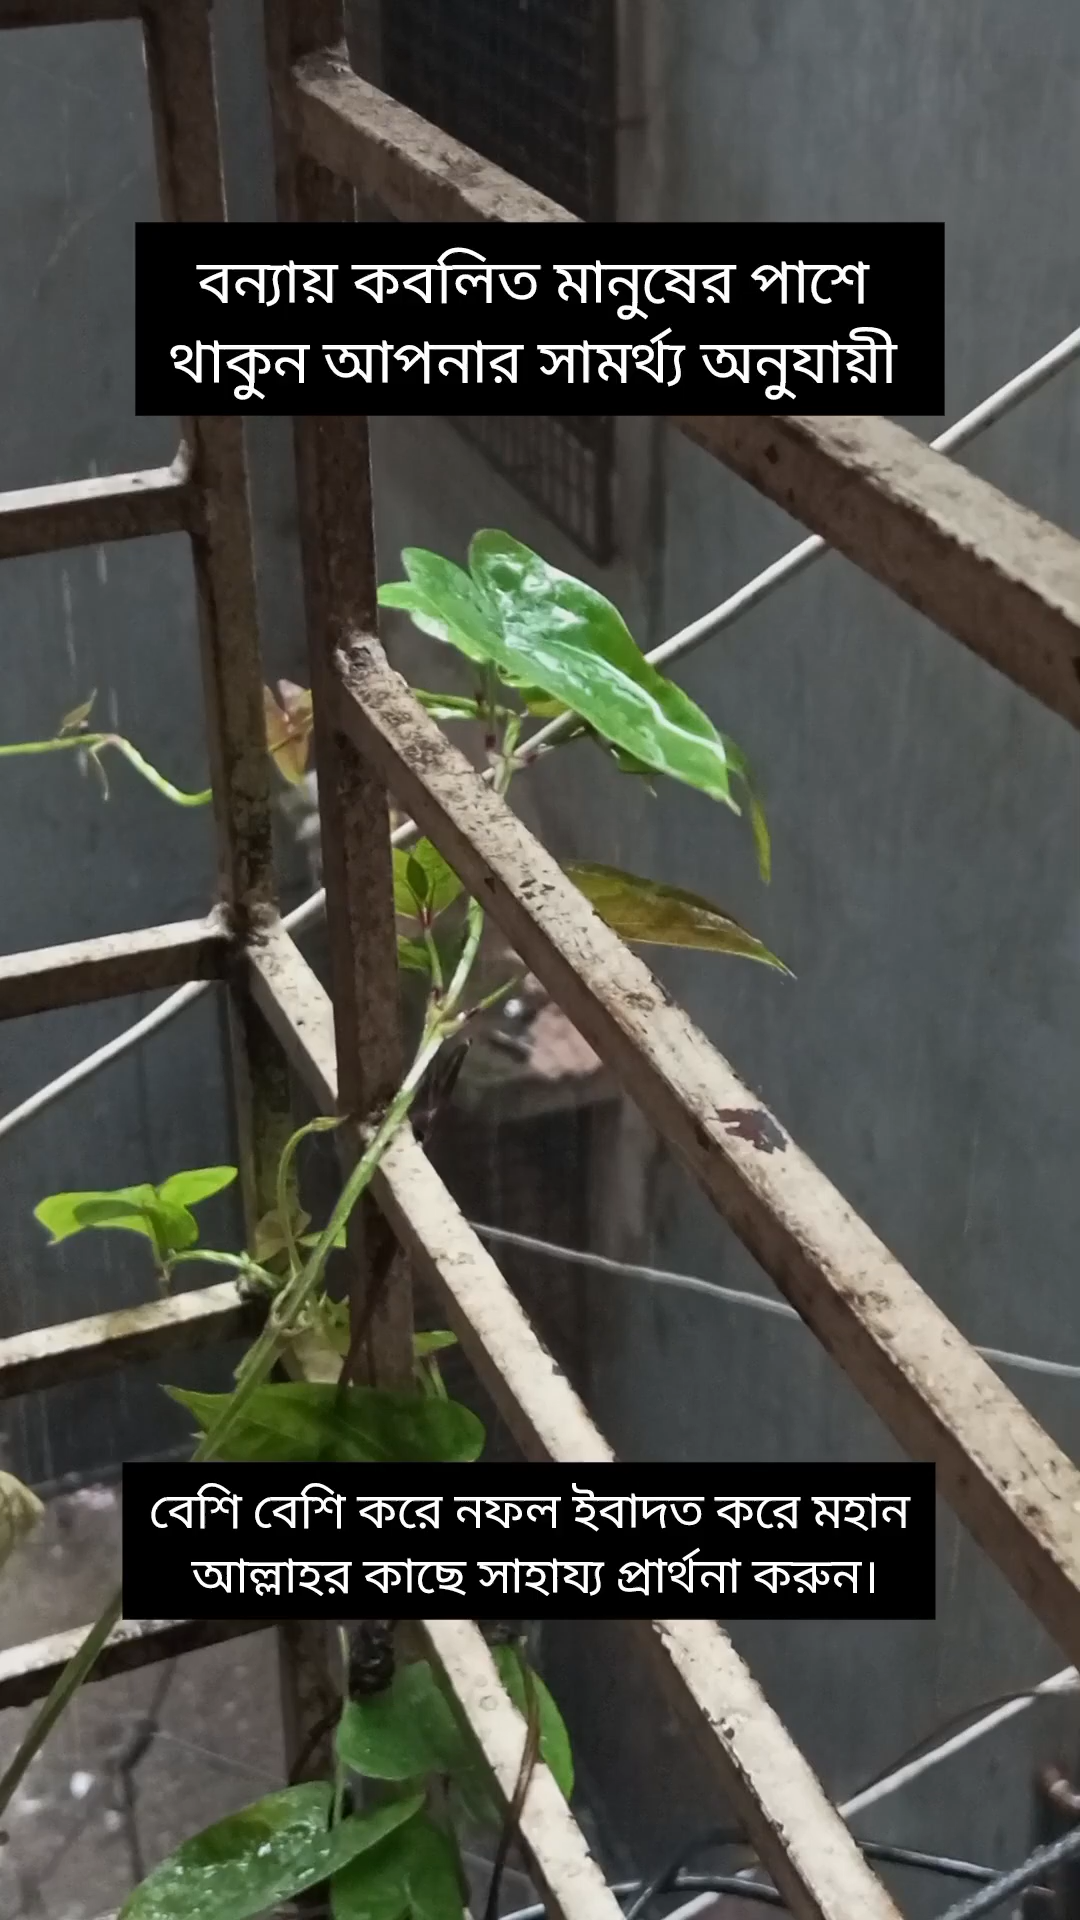 বন্যায় কবলিত মানুষের পাশে
থাকুন আপনার সামর্থ্য অনুযায়ী
বেশি বেশি করে নফল ইবাদত করে মহান
আল্লাহর কাছে সাহায্য প্রার্থনা করুন।